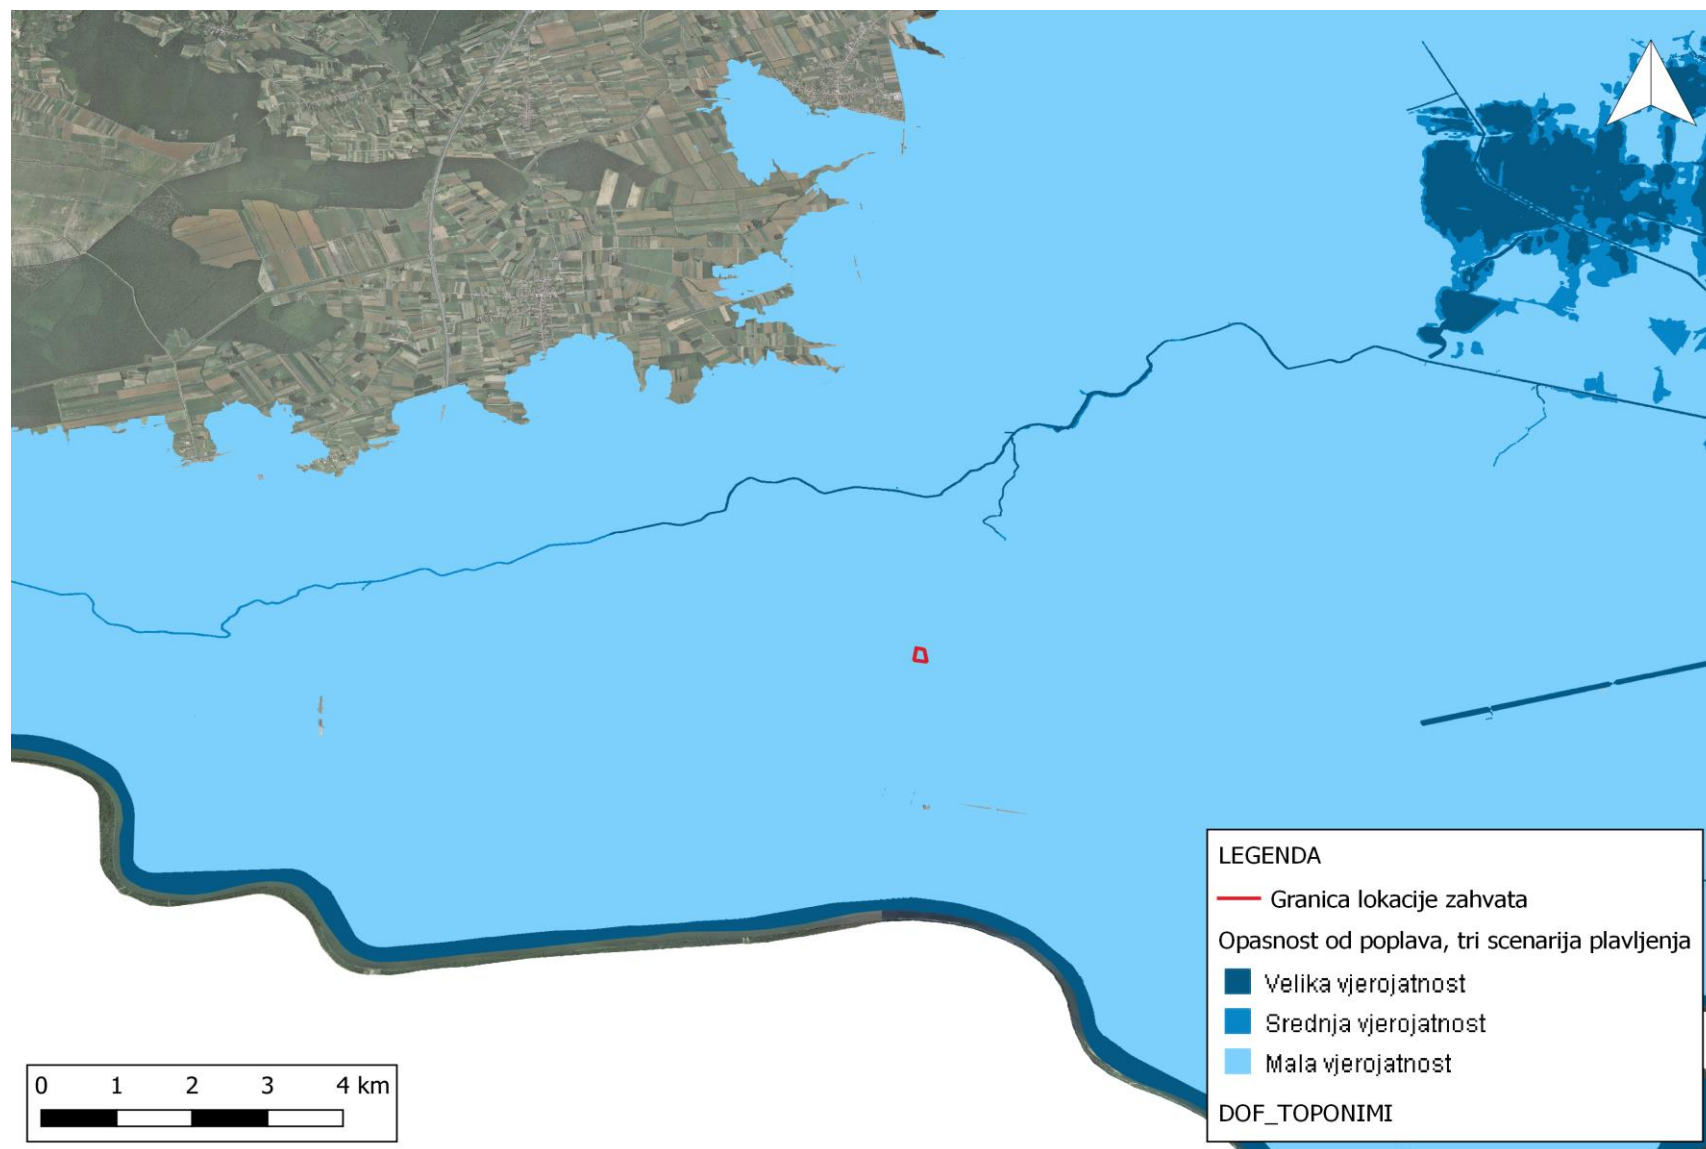 LEGENDA
Granica lokacije zahvata
Opasnost od poplava, tri scenarija plavljenja
Velika vjerojatnost
Srednja vjerojatnost
Mala vjerojatnost
DOF_TOPONIMI
0 1 2 3 4 km